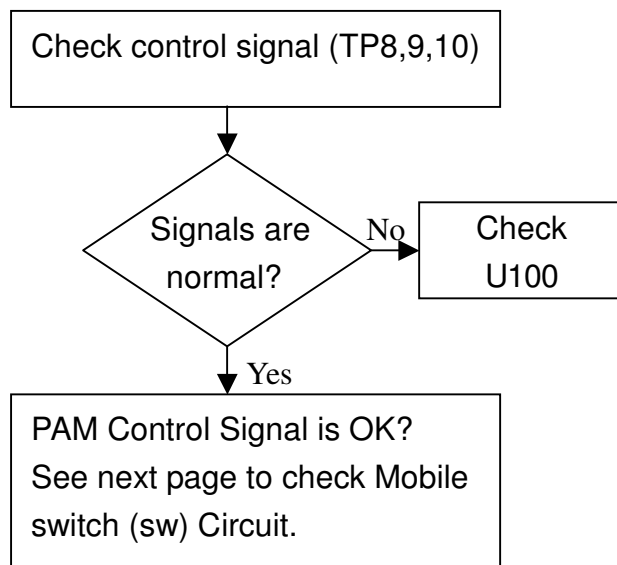 Check control signal (TP8,9,10)
Signals are
normal?
No
Check
U100
Yes
PAM Control Signal is OK?
See next page to check Mobile
switch (sw) Circuit.